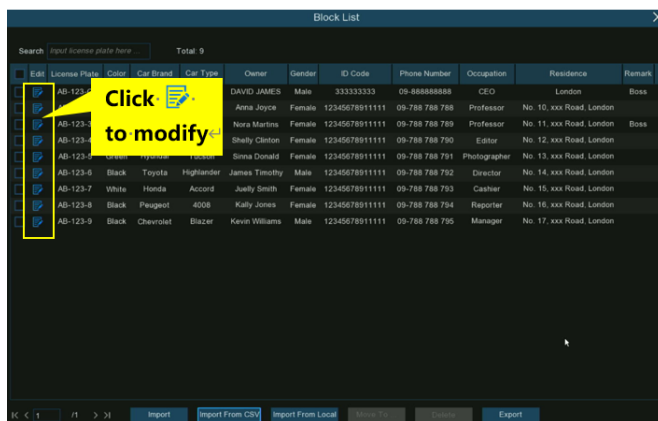 Block List
Search Input license plate here ... Total: 9
Edit License Plate Color Car Brand Car Type Owner Gender ID Code Phone Number Occupation Residence Remark
DAVID JAMES Male 333333333 09-888888888 CEO London Boss
Anna Joyce Female 12345678911111 09-788 788 788 Professor No. 10, xxx Road, London
Nora Martins Female 12345678911111 09-788 788 789 Professor No. 11, xxx Road, London Boss
Shelly Clinton Female 12345678911111 09-788 788 790 Editor No. 12, xxx Road, London
Sinna Donald Female 12345678911111 09-788 788 791 Photographer No. 13, xxx Road, London
AB-123-6 Black Toyota Highlander James Timothy Male 12345678911111 09-788 788 792 Director No. 14, xxx Road, London
AB-123-7 White Honda Accord Juelly Smith Female 12345678911111 09-788 788 793 Cashier No. 15, xxx Road, London
AB-123-8 Black Peugeot 4008 Kally Jones Female 12345678911111 09-788 788 794 Reporter No. 16, xxx Road, London
AB-123-9 Black Chevrolet Blazer Kevin Williams Male 12345678911111 09-788 788 795 Manager No. 17, xxx Road, London
Click
to modify
1 /1 Import Import From CSV Import From Local Move To Delete Export